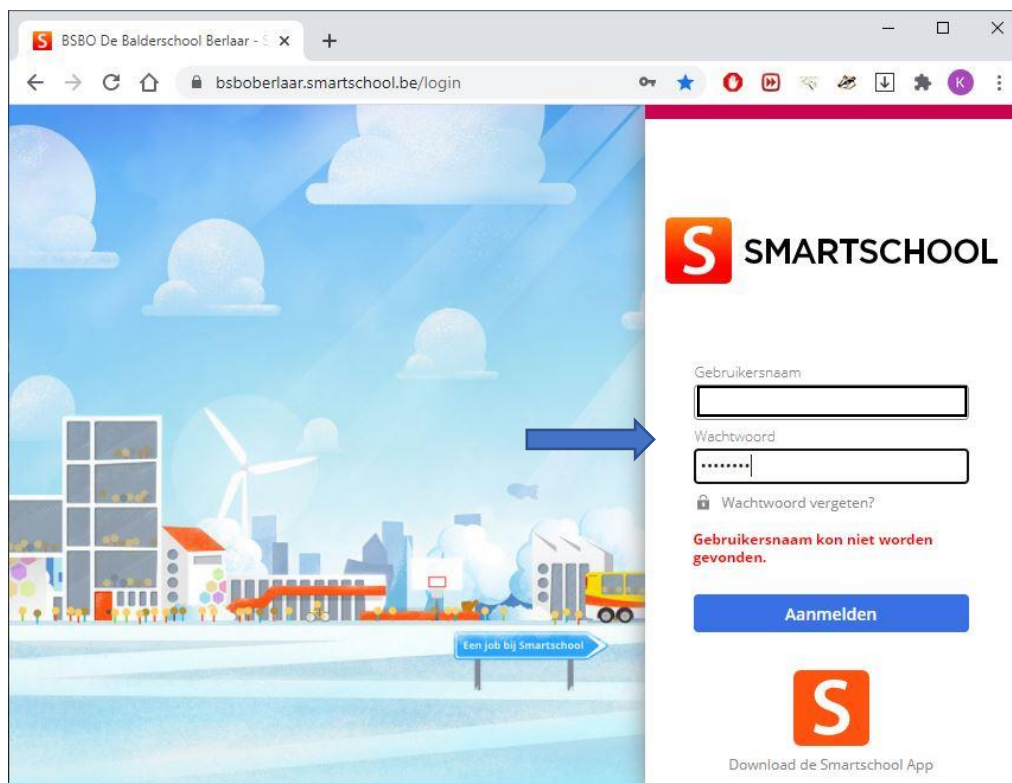 S BSBO De Balderschool Berlaar - S
bsboberlaar.smartschool.be/login
K
S SMARTSCHOOL
Gebruikersnaam
Wachtwoord
Wachtwoord vergeten?
Gebruikersnaam kon niet worden
gevonden.
Aanmelden
Een job bij Smartschool
S
Download de Smartschool App